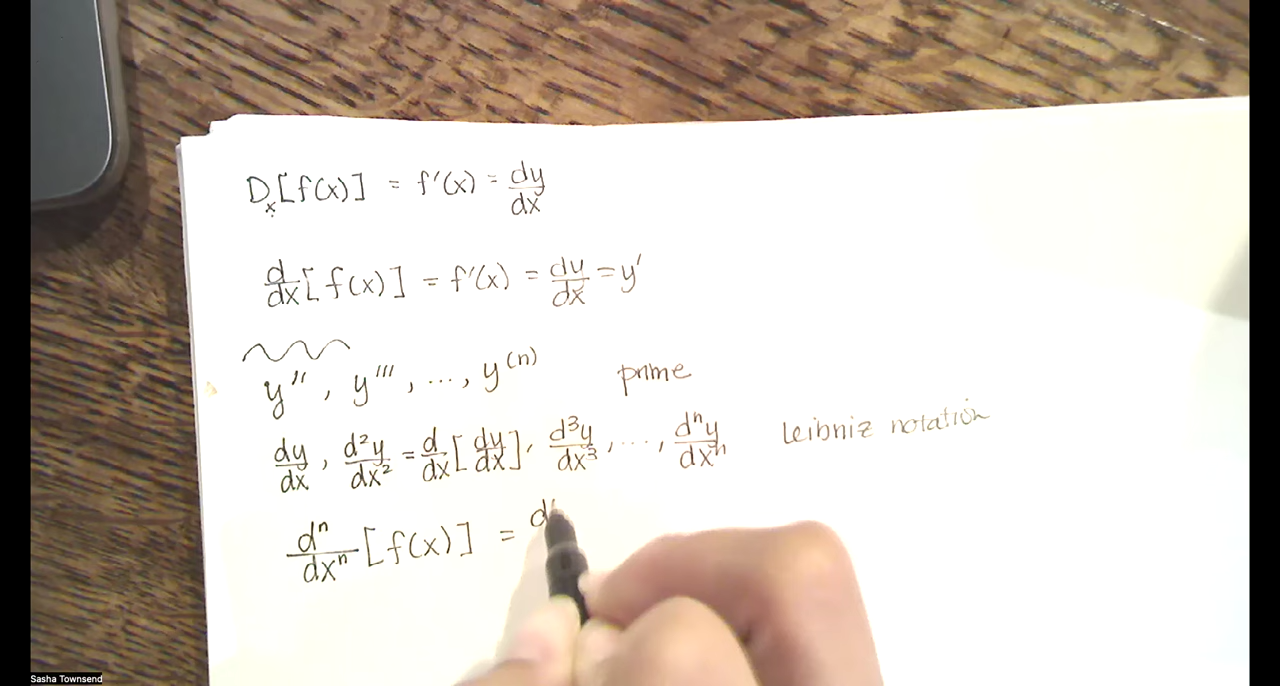 Dₓ[f(x)] = f'(x) = dy/dx
d/dx[f(x)] = f'(x) = dy/dx = y'
y'', y''', ..., y⁽ⁿ⁾ prime
dy/dx, d²y/dx² = d/dx[dy/dx], d³y/dx³, ..., dⁿy/dxⁿ Leibniz notation
dⁿ/dxⁿ[f(x)] = d
Sasha Townsend